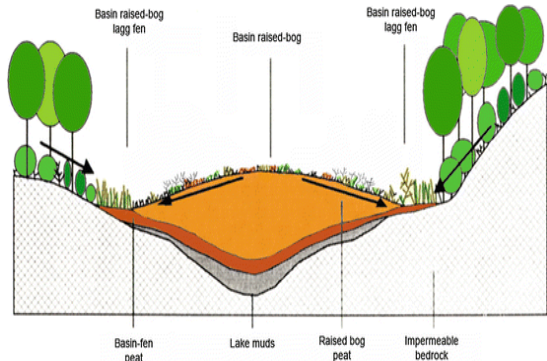 Basin raised-bog
lagg fen
Basin raised-bog
Basin raised-bog
lagg fen
Basin-fen
peat
Lake muds
Raised bog
peat
Impermeable
bedrock